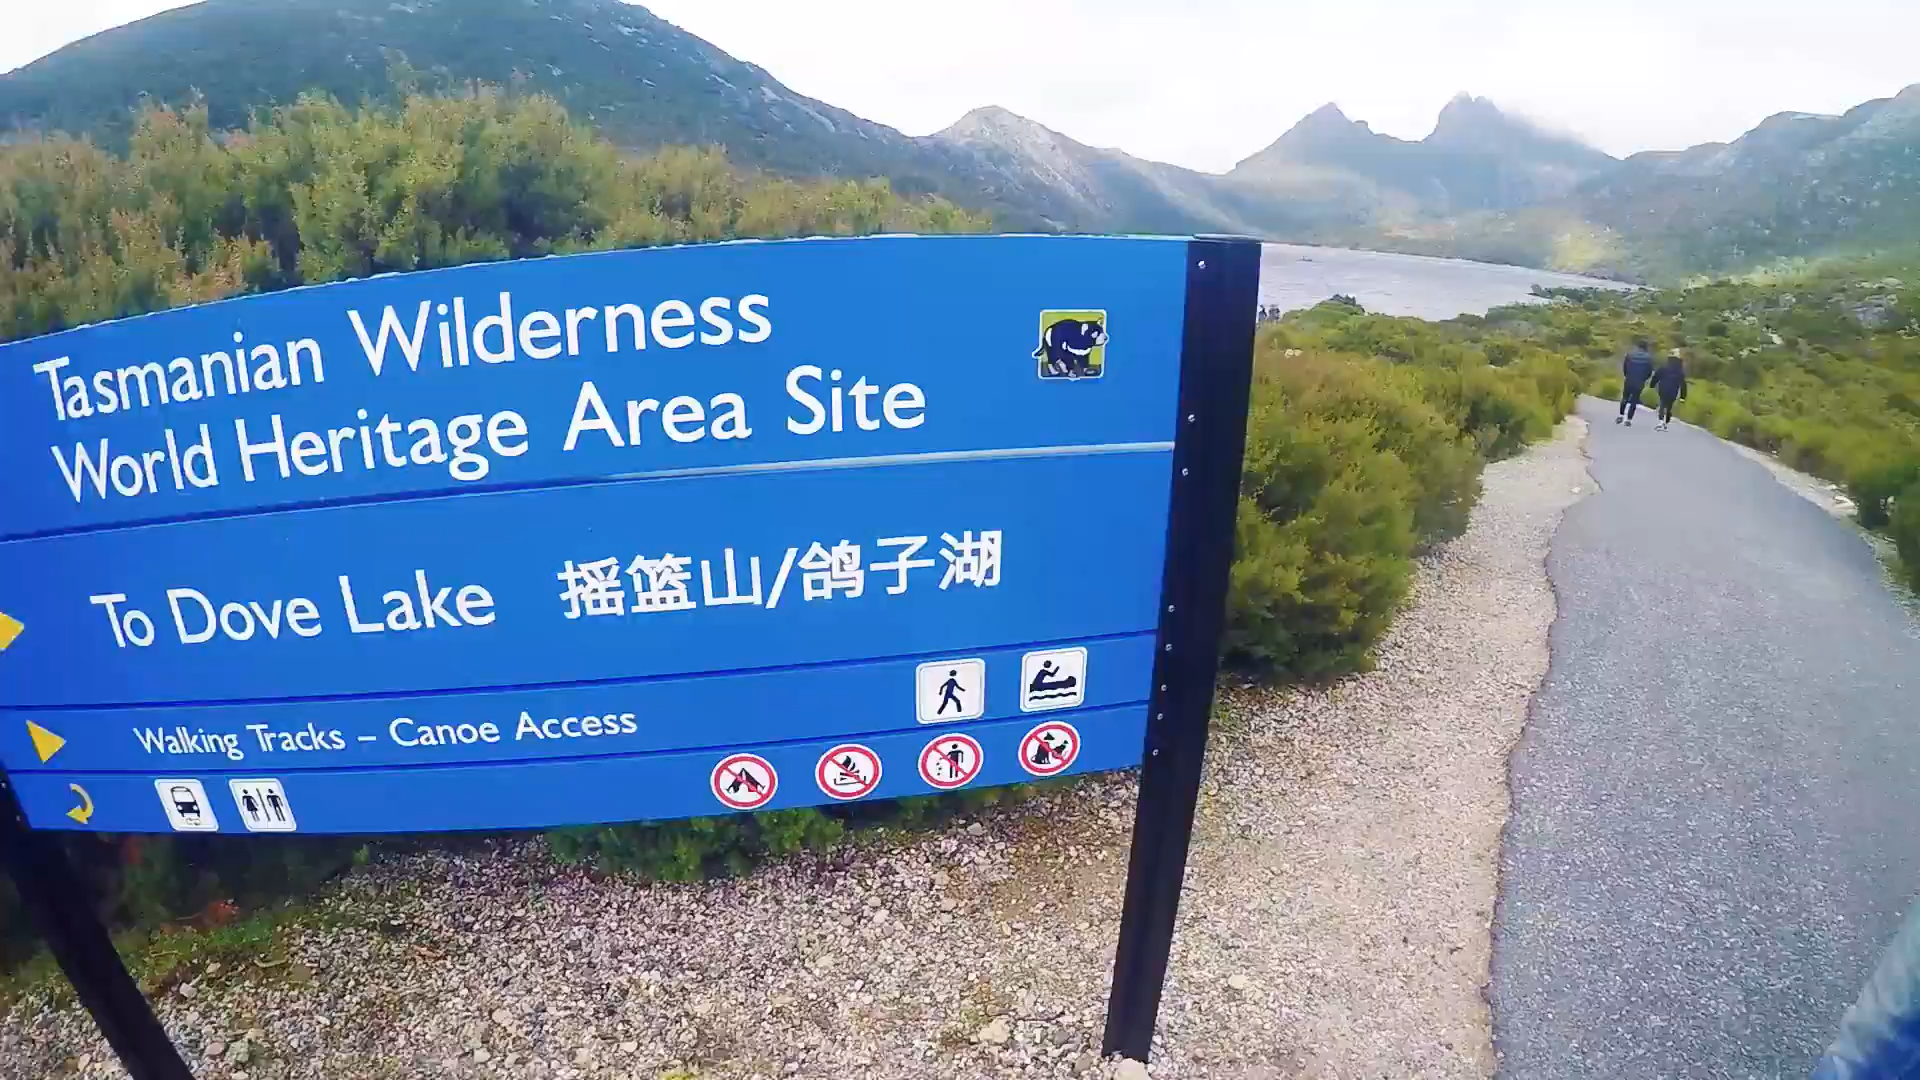 Tasmanian Wilderness
World Heritage Area Site
To Dove Lake 摇篮山/鸽子湖
Walking Tracks – Canoe Access